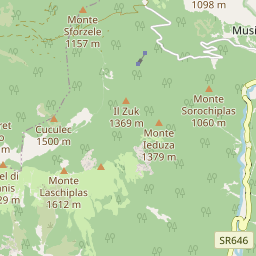 Monte
Sforzele
1157 m
1098 m
Musi
Il Zuk
1369 m
Monte
Sorochiplas
1060 m
Cuculec
1500 m
Monte
Ieduza
1379 m
Monte
Laschiplas
1612 m
SR646